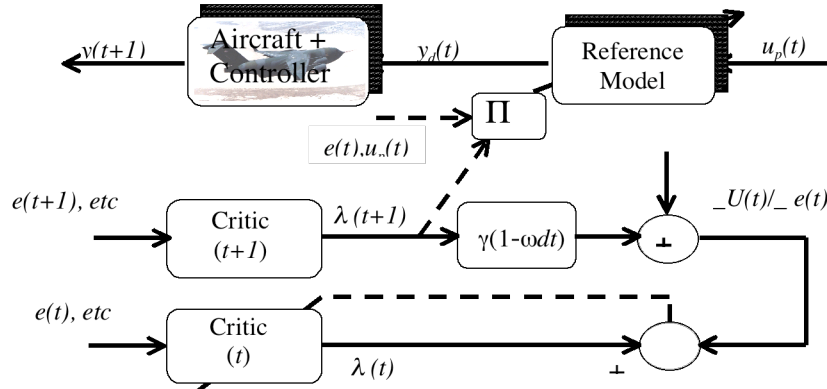 y(t+1)
Aircraft +
Controller
y_d(t)
Reference
Model
u_p(t)
Π
e(t),u_p(t)
e(t+1), etc
Critic
(t+1)
λ(t+1)
γ(1-ωdt)
+
_U(t)/_ e(t)
e(t), etc
Critic
(t)
λ(t)
+